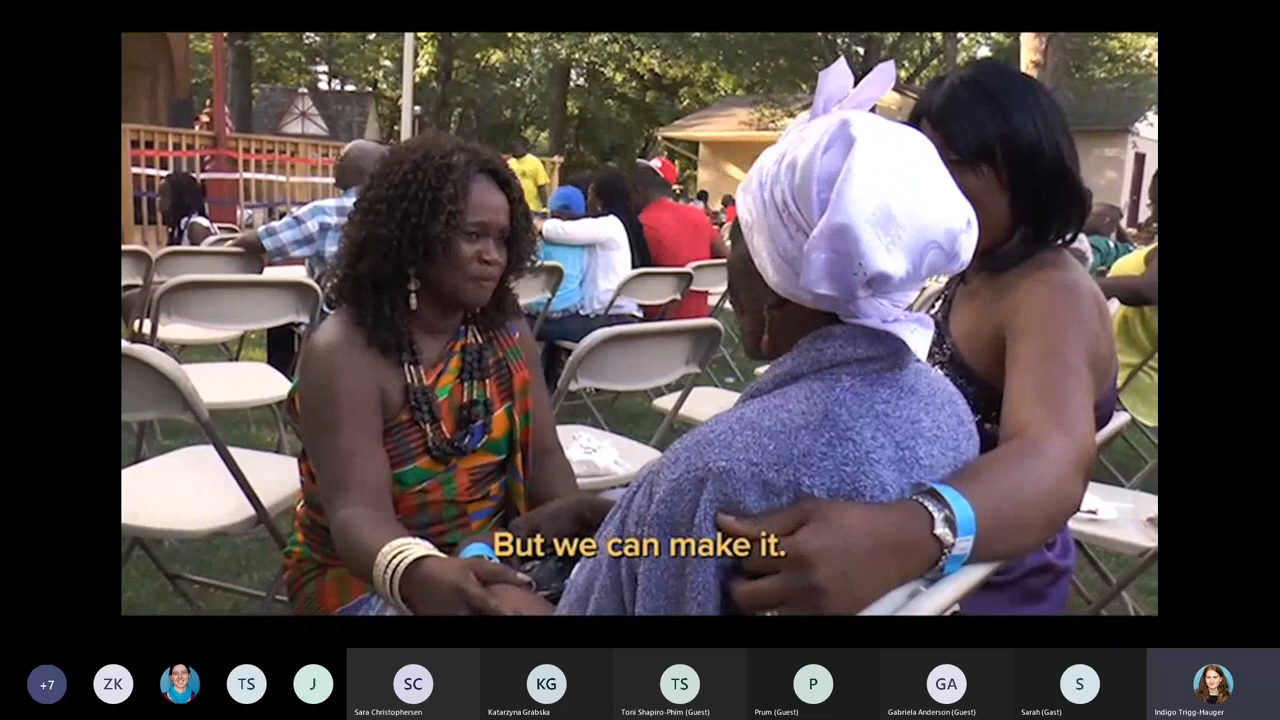 But we can make it.
+7
ZK
TS
J
SC
KG
TS
P
GA
S
Sara Christophersen
Katarzyna Grabska
Toni Shapiro-Phim (Guest)
Prum (Guest)
Gabriela Anderson (Guest)
Sarah (Gast)
Indigo Trigg-Hauger